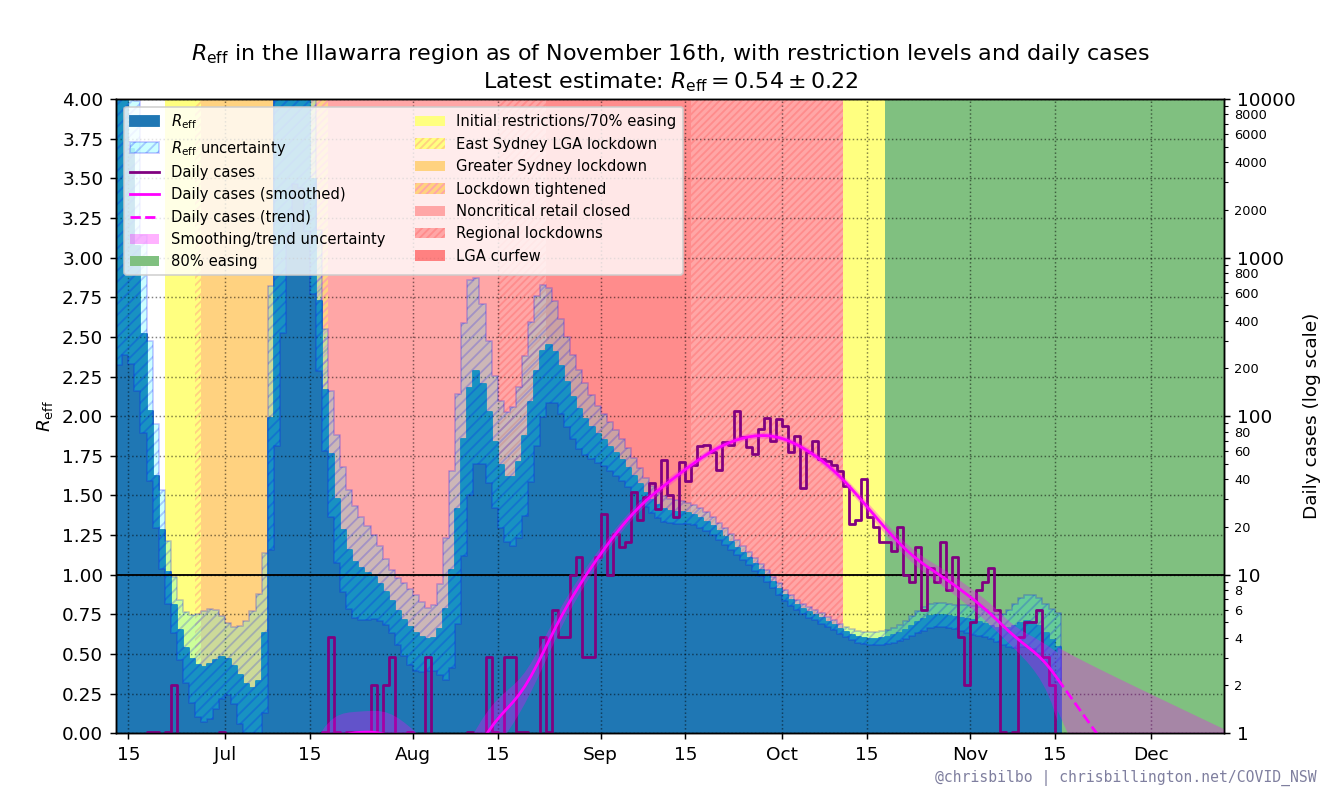 Reff in the Illawarra region as of November 16th, with restriction levels and daily cases
Latest estimate: Reff = 0.54 ± 0.22
Reff
Reff uncertainty
Daily cases
Daily cases (smoothed)
Daily cases (trend)
Smoothing/trend uncertainty
80% easing
Initial restrictions/70% easing
East Sydney LGA lockdown
Greater Sydney lockdown
Lockdown tightened
Noncritical retail closed
Regional lockdowns
LGA curfew
Reff
4.00
3.75
3.50
3.25
3.00
2.75
2.50
2.25
2.00
1.75
1.50
1.25
1.00
0.75
0.50
0.25
0.00
15
Jul
15
Aug
15
Sep
15
Oct
15
Nov
15
Dec
10000
8000
6000
4000
2000
1000
800
600
400
200
100
80
60
40
20
10
8
6
4
2
1
Daily cases (log scale)
@chrisbilbo | chrisbillington.net/COVID_NSW